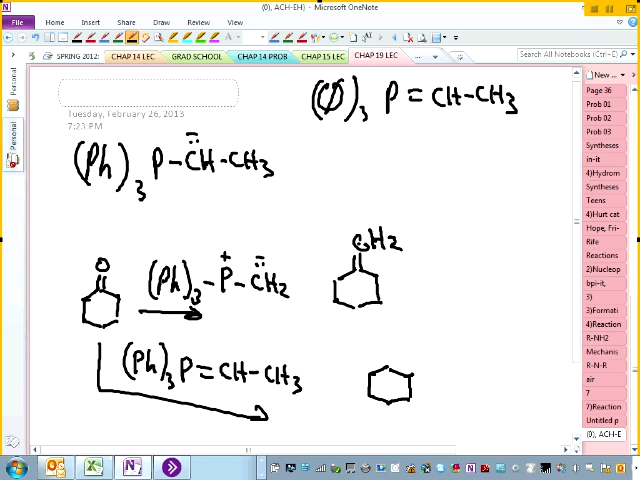 (0), ACH-EH) - Microsoft OneNote
File Home Insert Share Draw Review View
SPRING 2012: CHAP 14 LEC GRAD SCHOOL CHAP 14 PROB CHAP 15 LEC CHAP 19 LEC ...
Search All Notebooks (Ctrl+E)
Personal
Personal
New ...
Page 36
Prob 01
Prob 02
Prob 03
Syntheses
in-it
4)Hydrom
Syntheses
Teens
4)Hurt cat
Hope, Fri-
Rife
Reactions
2)Nucleop
bpi-it,
3)
3)Formati
4)Reaction
R-NH2
Mechanis
R-N-R
air
7
7)Reaction
Untitled p
(0), ACH-E
Tuesday, February 26, 2013
7:23 PM
(Ø)3 P=CH-CH3
(Ph)3 P-C̈H-CH3
O
(Ph)3-P+-C̈H2
CH2
(Ph)3P=CH-CH3